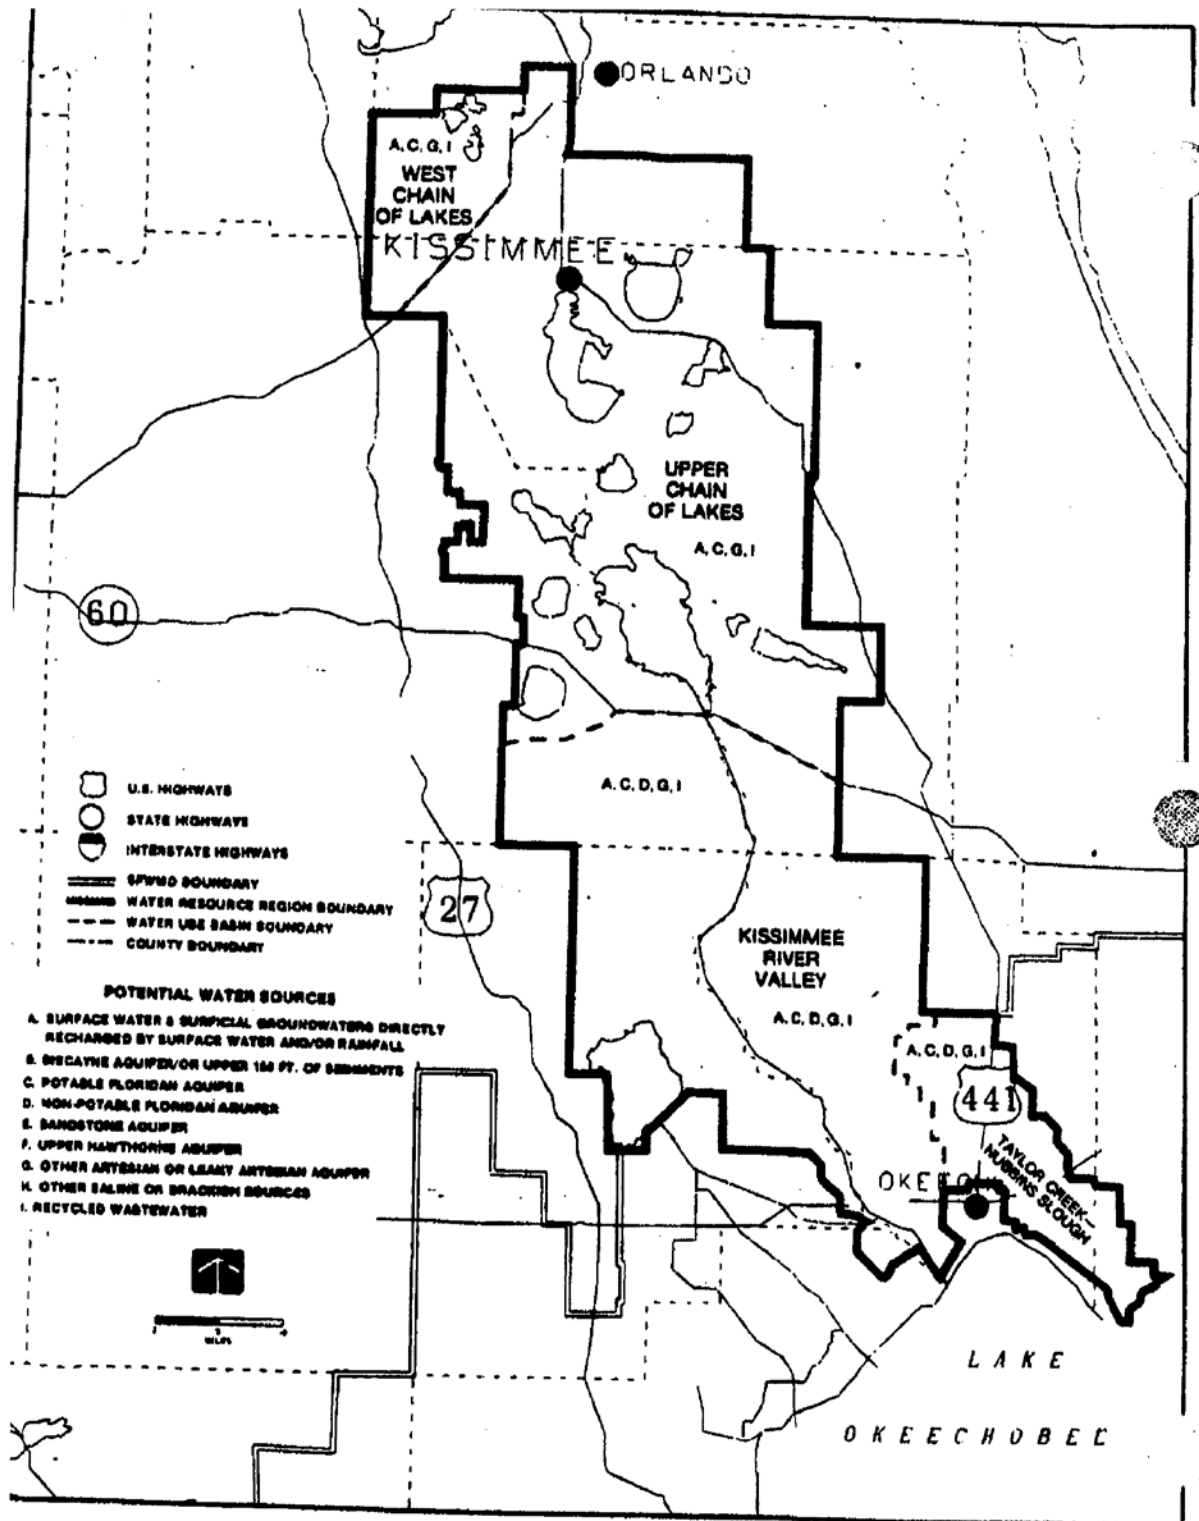 ORLANDO
A, C, G, I
WEST
CHAIN
OF LAKES
KISSIMMEE
UPPER
CHAIN
OF LAKES
A, C, G, I
60
A, C, D, G, I
U.S. HIGHWAYS
STATE HIGHWAYS
INTERSTATE HIGHWAYS
SFWMD BOUNDARY
WATER RESOURCE REGION BOUNDARY
WATER USE BASIN BOUNDARY
COUNTY BOUNDARY
27
KISSIMMEE
RIVER
VALLEY
A, C, D, G, I
POTENTIAL WATER SOURCES
A. SURFACE WATER & SURFICIAL GROUNDWATERS DIRECTLY
RECHARGED BY SURFACE WATER AND/OR RAINFALL
B. BISCAYNE AQUIFER/OR UPPER FT. OF SEDIMENTS
C. POTABLE FLORIDAN AQUIFER
D. NON-POTABLE FLORIDAN AQUIFER
E. SANDSTONE AQUIFER
F. UPPER HAWTHORNE AQUIFER
G. OTHER ARTESIAN OR LEAKY ARTESIAN AQUIFER
H. OTHER SALINE OR BRACKISH SOURCES
I. RECYCLED WASTEWATER
A, C, D, G, I
441
TAYLOR CREEK—
NUBBINS SLOUGH
MILES
LAKE
OKEECHOBEE